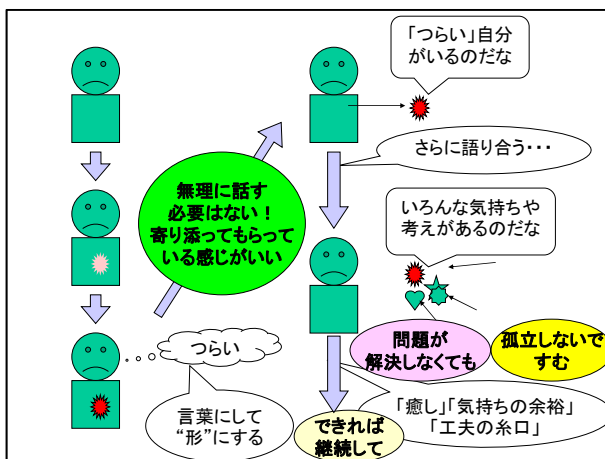 「つらい」自分
がいるのだな
さらに語り合う・・・
無理に話す
必要はない！
寄り添ってもらって
いる感じがいい
いろんな気持ちや
考えがあるのだな
つらい
問題が
解決しなくても
孤立しないで
すむ
言葉にして
“形”にする
できれば
継続して
「癒し」「気持ちの余裕」
「工夫の糸口」